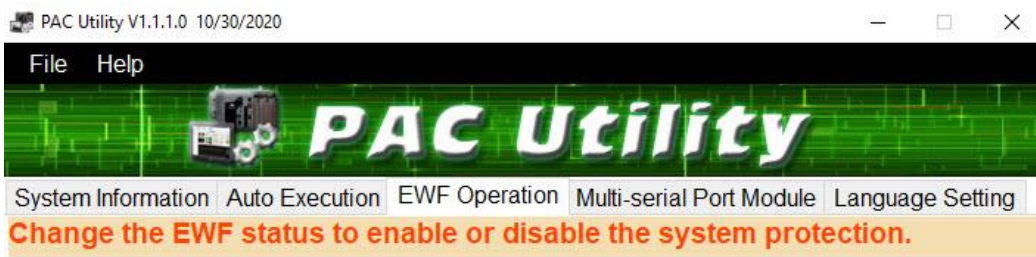 PAC Utility V1.1.1.0 10/30/2020
File Help
PAC Utility
System Information Auto Execution EWF Operation Multi-serial Port Module Language Setting
Change the EWF status to enable or disable the system protection.